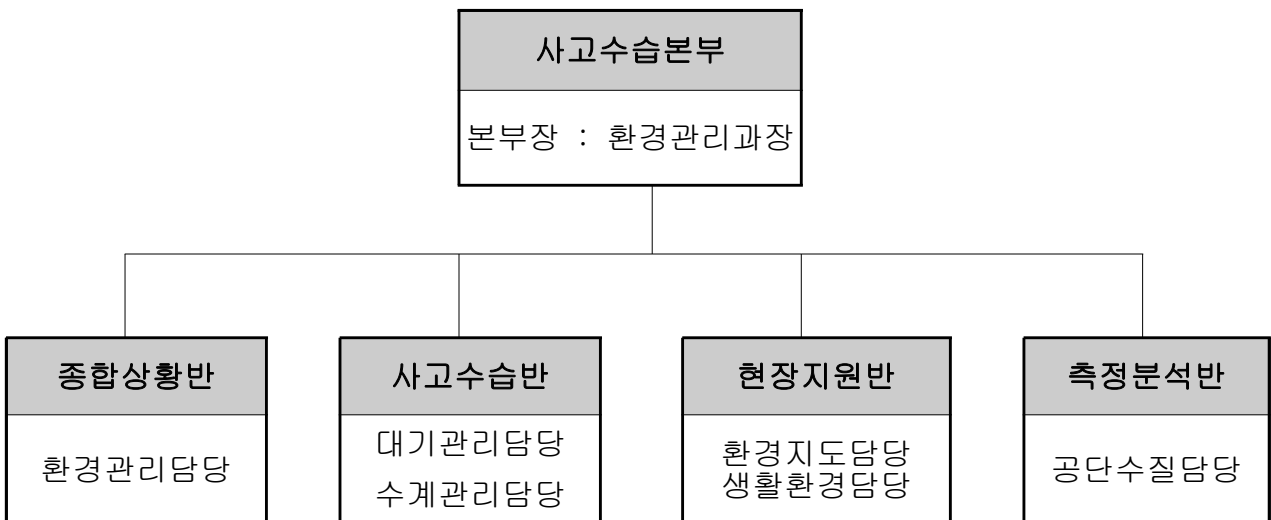 사고수습본부
본부장 : 환경관리과장
종합상황반
환경관리담당
사고수습반
대기관리담당
수계관리담당
현장지원반
환경지도담당
생활환경담당
측정분석반
공단수질담당